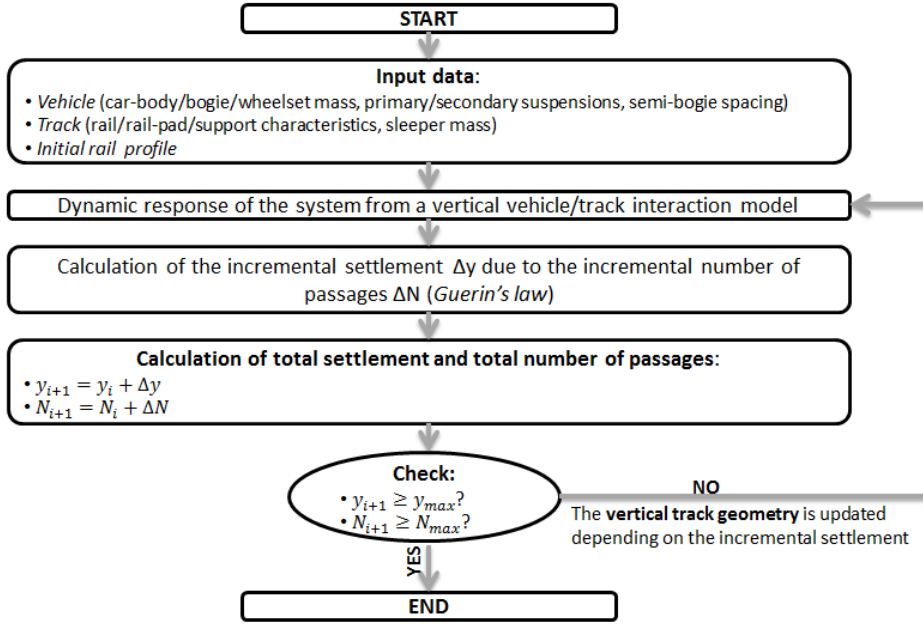 START
Input data:
• Vehicle (car-body/bogie/wheelset mass, primary/secondary suspensions, semi-bogie spacing)
• Track (rail/rail-pad/support characteristics, sleeper mass)
• Initial rail profile
Dynamic response of the system from a vertical vehicle/track interaction model
Calculation of the incremental settlement Δy due to the incremental number of
passages ΔN (Guerin's law)
Calculation of total settlement and total number of passages:
• y_{i+1} = y_i + Δy
• N_{i+1} = N_i + ΔN
Check:
• y_{i+1} ≥ y_{max}?
• N_{i+1} ≥ N_{max}?
NO
The vertical track geometry is updated
depending on the incremental settlement
YES
END